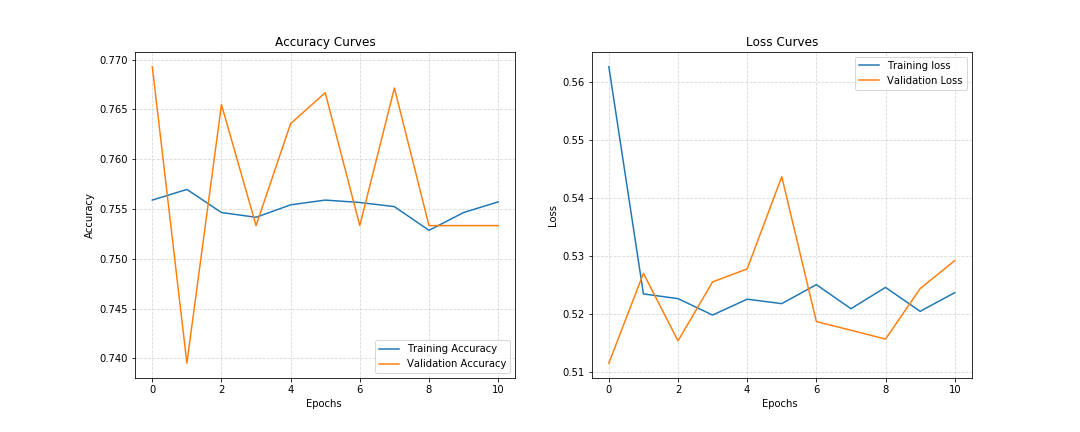 Accuracy Curves
0.770
0.765
0.760
0.755
0.750
0.745
0.740
Accuracy
0 2 4 6 8 10
Epochs
Training Accuracy
Validation Accuracy
Loss Curves
0.56
0.55
0.54
0.53
0.52
0.51
Loss
0 2 4 6 8 10
Epochs
Training loss
Validation Loss